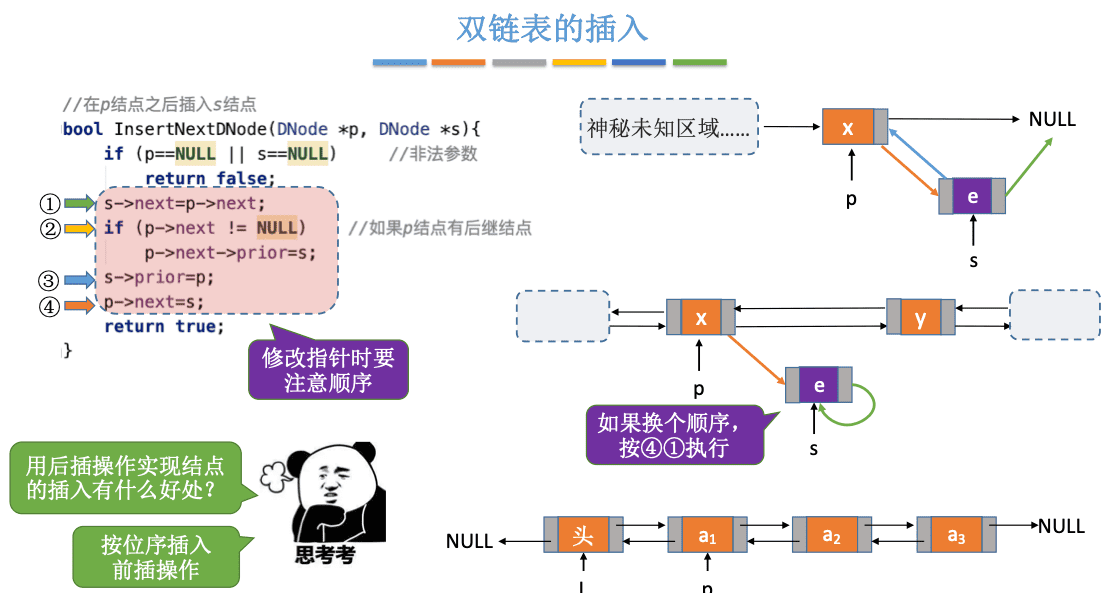 双链表的插入
//在p结点之后插入s结点
bool InsertNextDNode(DNode *p, DNode *s){
if (p==NULL || s==NULL) //非法参数
return false;
① s->next=p->next;
② if (p->next != NULL) //如果p结点有后继结点
p->next->prior=s;
③ s->prior=p;
④ p->next=s;
return true;
}
修改指针时要
注意顺序
用后插操作实现结点
的插入有什么好处？
按位序插入
前插操作
思考考
神秘未知区域……
x
NULL
p
e
s
x
y
p
e
如果换个顺序，
按④①执行
s
NULL
头
a₁
a₂
a₃
NULL
L
p